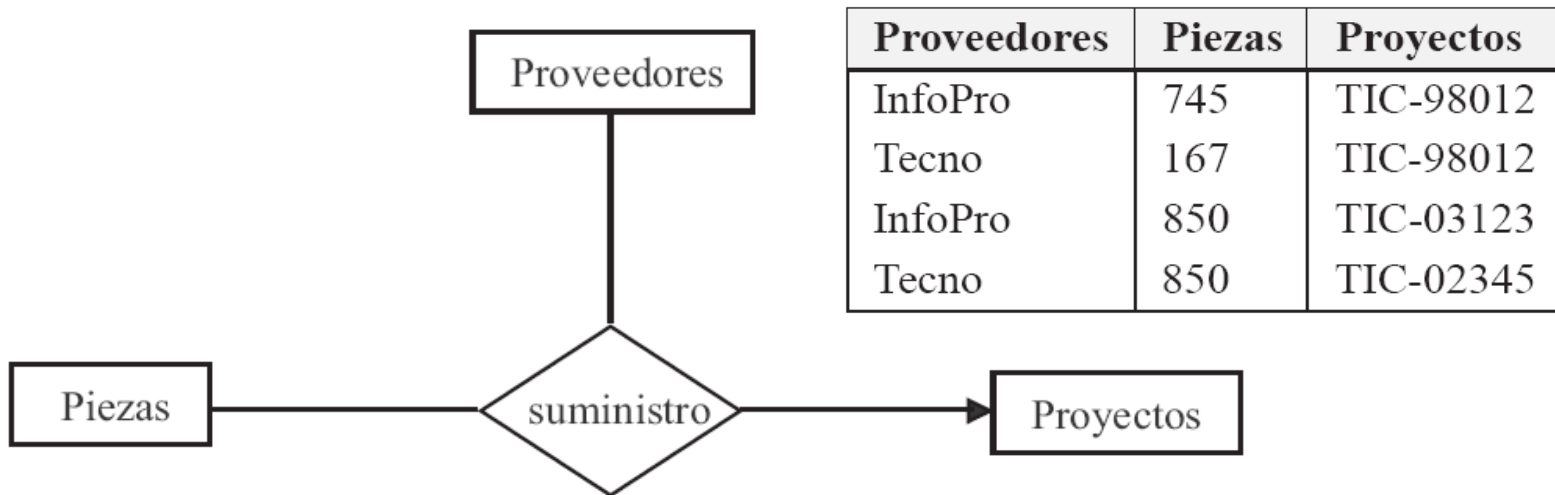 Proveedores
Piezas
suministro
Proyectos
Proveedores Piezas Proyectos
InfoPro 745 TIC-98012
Tecno 167 TIC-98012
InfoPro 850 TIC-03123
Tecno 850 TIC-02345